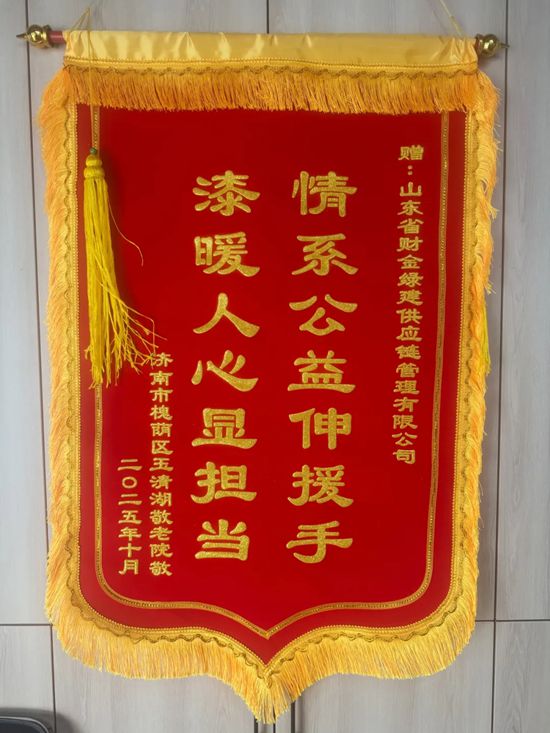 赠：山东省财金绿建供应链管理有限公司
情系公益伸援手
漆暖人心显担当
济南市槐荫区玉清湖敬老院敬
二〇二五年十月